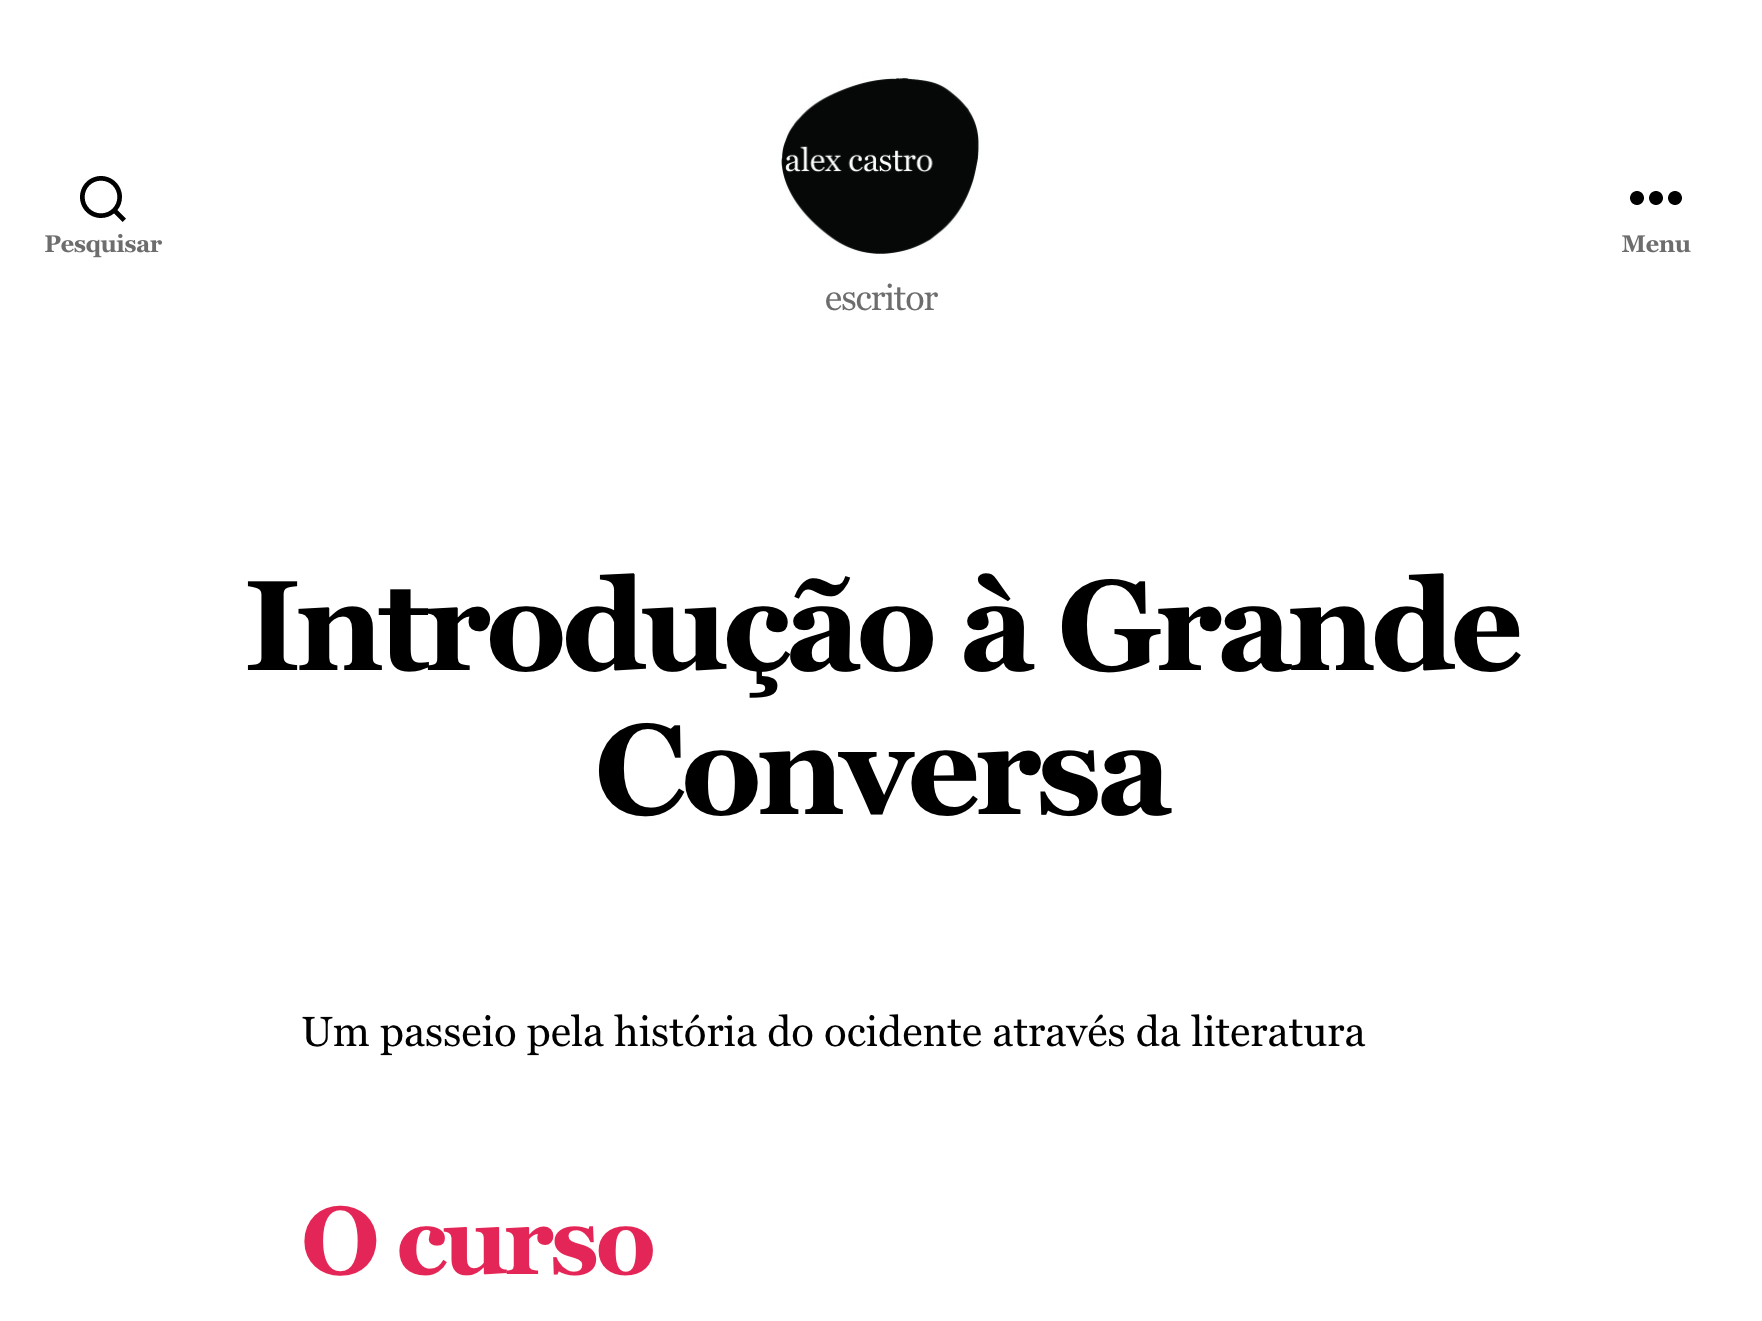 alex castro
Pesquisar
Menu
escritor
Introdução à Grande
Conversa
Um passeio pela história do ocidente através da literatura
O curso